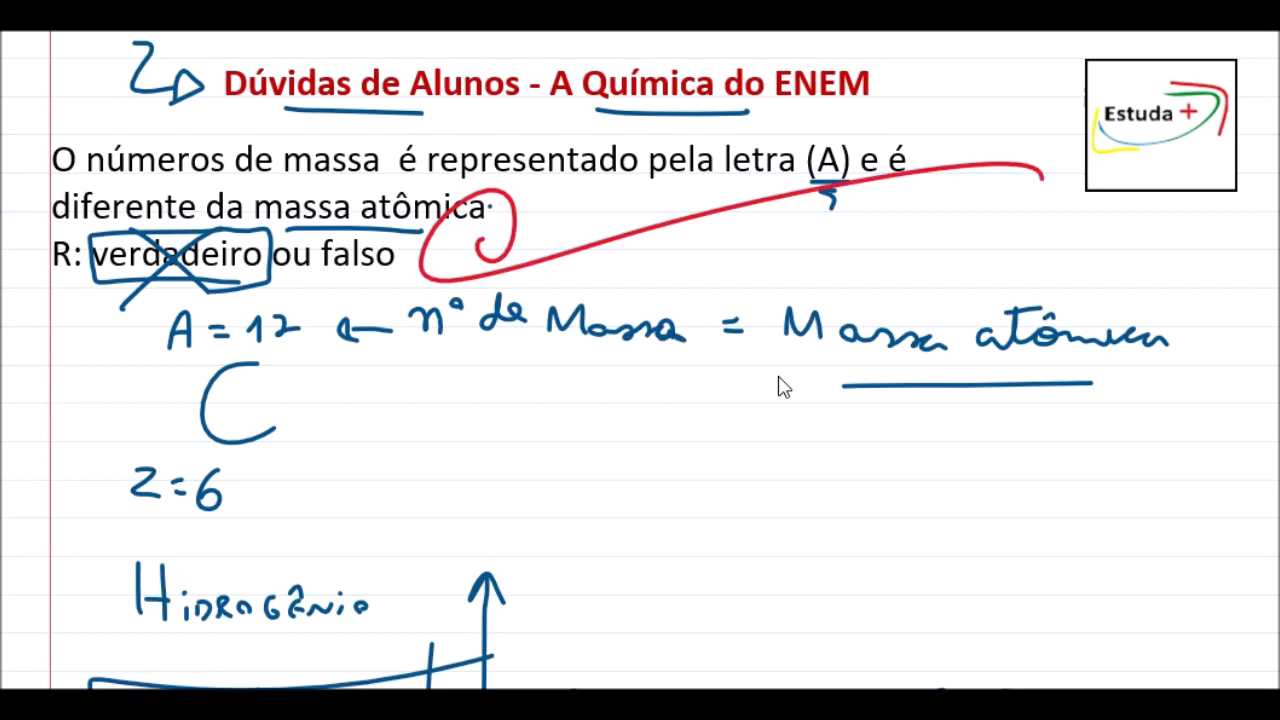 Dúvidas de Alunos - A Química do ENEM
Estuda +
O números de massa é representado pela letra (A) e é
diferente da massa atômica.
R: verdadeiro ou falso
A = 12 ← nº de Massa = Massa atômica
C
Z = 6
Hidrogênio